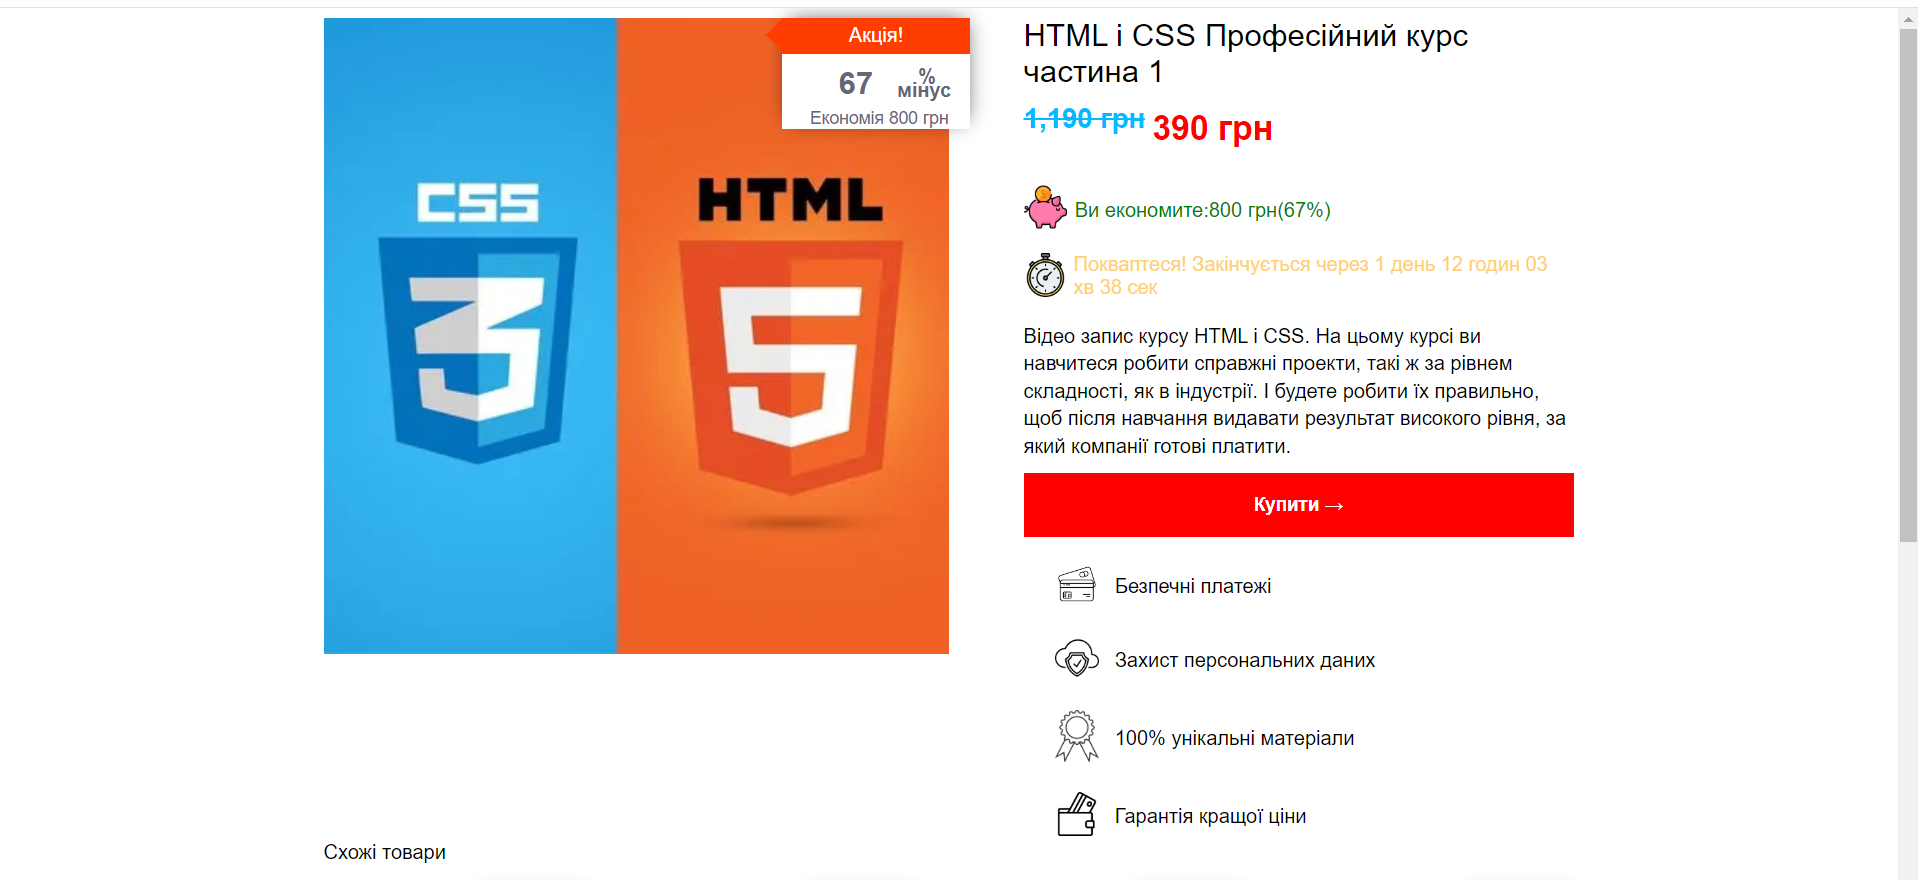 CSS
HTML
Акція!
67
%
мінус
Економія 800 грн
HTML і CSS Професійний курс
частина 1
1,190 грн 390 грн
Ви економите:800 грн(67%)
Покваптеся! Закінчується через 1 день 12 годин 03
хв 38 сек
Відео запис курсу HTML і CSS. На цьому курсі ви
навчитеся робити справжні проекти, такі ж за рівнем
складності, як в індустрії. І будете робити їх правильно,
щоб після навчання видавати результат високого рівня, за
який компанії готові платити.
Купити →
Безпечні платежі
Захист персональних даних
100% унікальні матеріали
Гарантія кращої ціни
Схожі товари